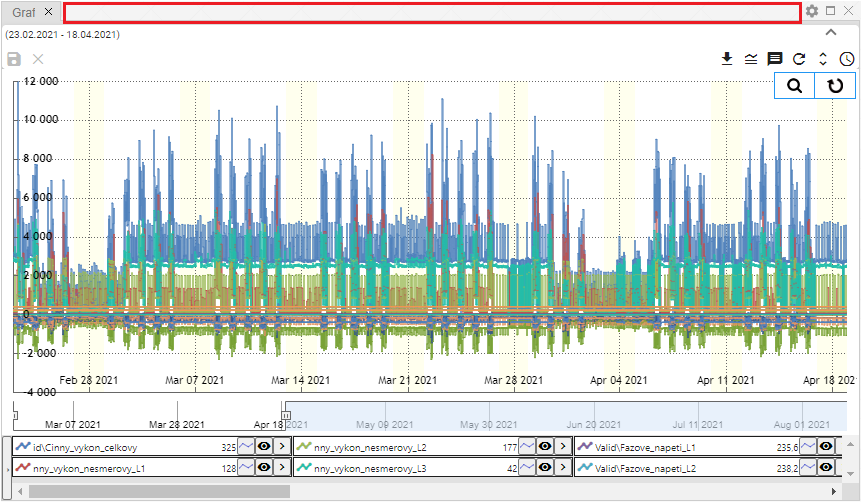 Graf
(23.02.2021 - 18.04.2021)
12 000
10 000
8 000
6 000
4 000
2 000
0
-2 000
-4 000
Feb 28 2021 Mar 07 2021 Mar 14 2021 Mar 21 2021 Mar 28 2021 Apr 04 2021 Apr 11 2021 Apr 18 202
Mar 07 2021 Mar 28 2021 Apr 18 2021 May 09 2021 May 30 2021 Jun 20 2021 Jul 11 2021 Aug 01 2021
id\Cinny_vykon_celkovy 325 nny_vykon_nesmerovy_L2 177 Valid\Fazove_napeti_L1 235,6
nny_vykon_nesmerovy_L1 128 nny_vykon_nesmerovy_L3 42 Valid\Fazove_napeti_L2 238,2